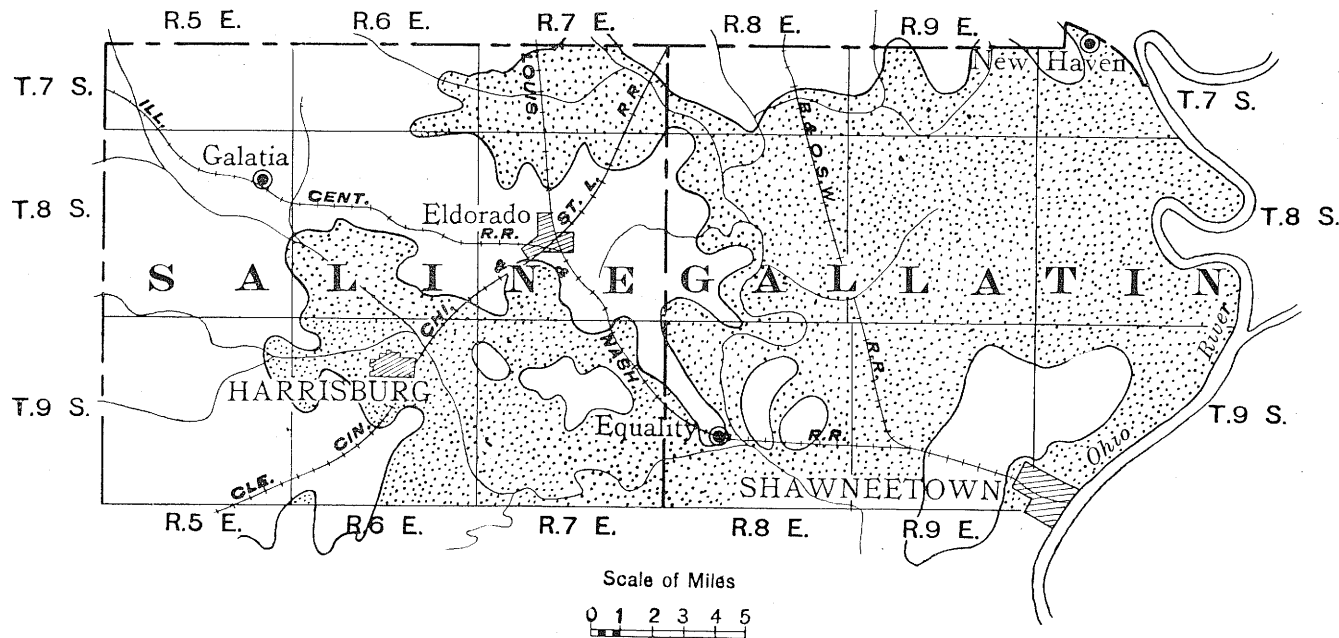 R.5 E. R.6 E. R.7 E. R.8 E. R.9 E.
New Haven
T.7 S. T.7 S.
ILL. LOUIS R.R. B. & O. S. W.
Galatia
CENT.
Eldorado ST. L.
R.R.
T.8 S. T.8 S.
& &
SALINE GALLATIN
CHI. River
NASH. R.R.
HARRISBURG
T.9 S. T.9 S.
CIN. Equality R.R. Ohio
CLE. SHAWNEETOWN
R.5 E. R.6 E. R.7 E. R.8 E. R.9 E.
Scale of Miles
0 1 2 3 4 5